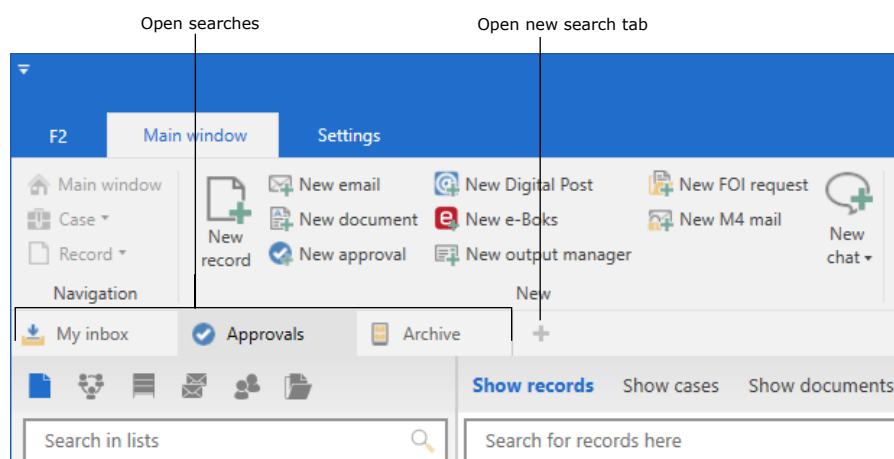 Open searches
Open new search tab
F2
Main window
Settings
Main window
Case
Record
Navigation
New
record
New email
New document
New approval
New Digital Post
New e-Boks
New output manager
New FOI request
New M4 mail
New
chat
New
My inbox
Approvals
Archive
Show records
Show cases
Show documents
Search in lists
Search for records here